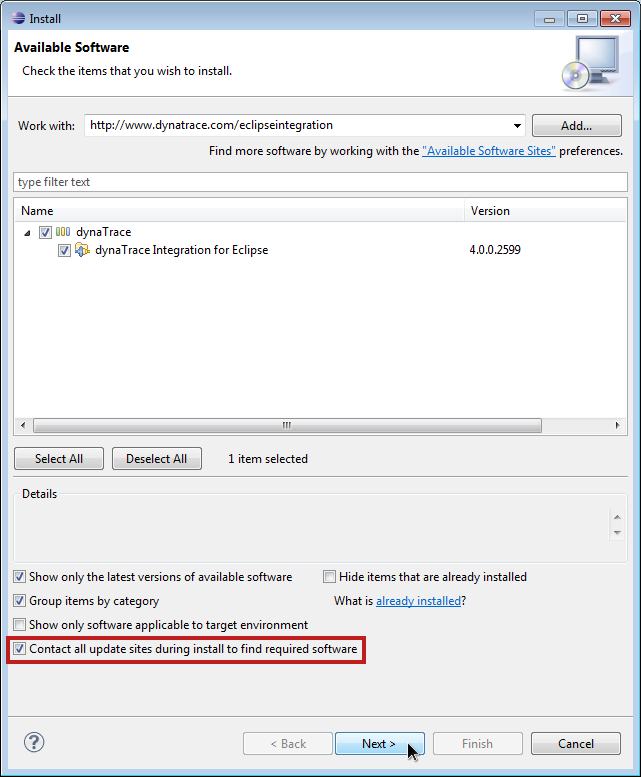 Install
Available Software
Check the items that you wish to install.
Work with: http://www.dynatrace.com/eclipseintegration Add...
Find more software by working with the "Available Software Sites" preferences.
type filter text
Name Version
dynaTrace
dynaTrace Integration for Eclipse 4.0.0.2599
Select All Deselect All 1 item selected
Details
Show only the latest versions of available software Hide items that are already installed
Group items by category What is already installed?
Show only software applicable to target environment
Contact all update sites during install to find required software
? < Back Next > Finish Cancel